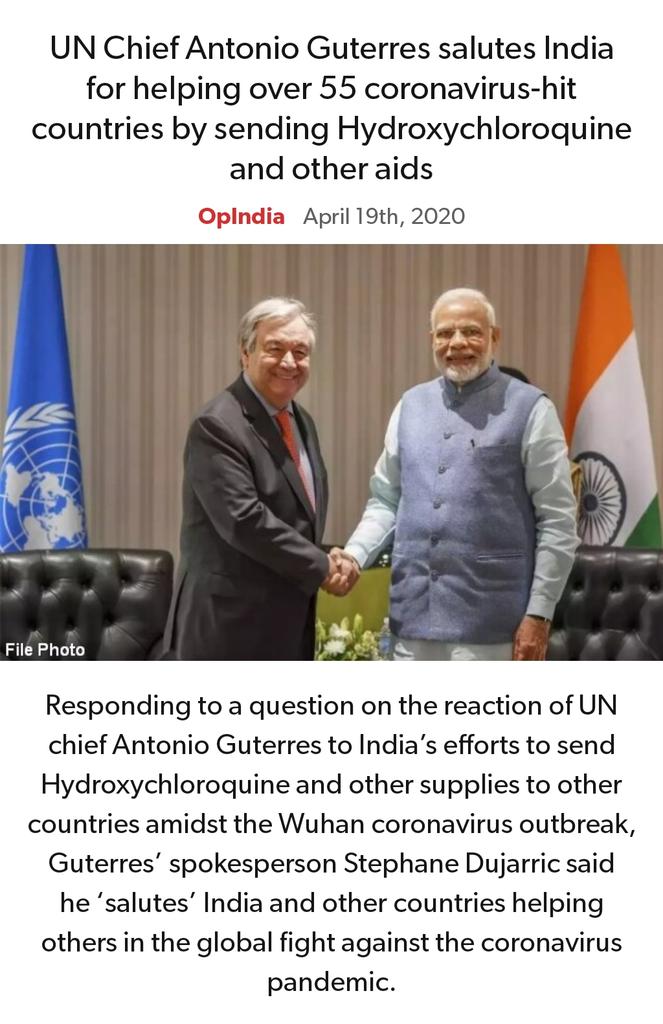 UN Chief Antonio Guterres salutes India
for helping over 55 coronavirus-hit
countries by sending Hydroxychloroquine
and other aids
OpIndia April 19th, 2020
File Photo
Responding to a question on the reaction of UN
chief Antonio Guterres to India’s efforts to send
Hydroxychloroquine and other supplies to other
countries amidst the Wuhan coronavirus outbreak,
Guterres’ spokesperson Stephane Dujarric said
he ‘salutes’ India and other countries helping
others in the global fight against the coronavirus
pandemic.